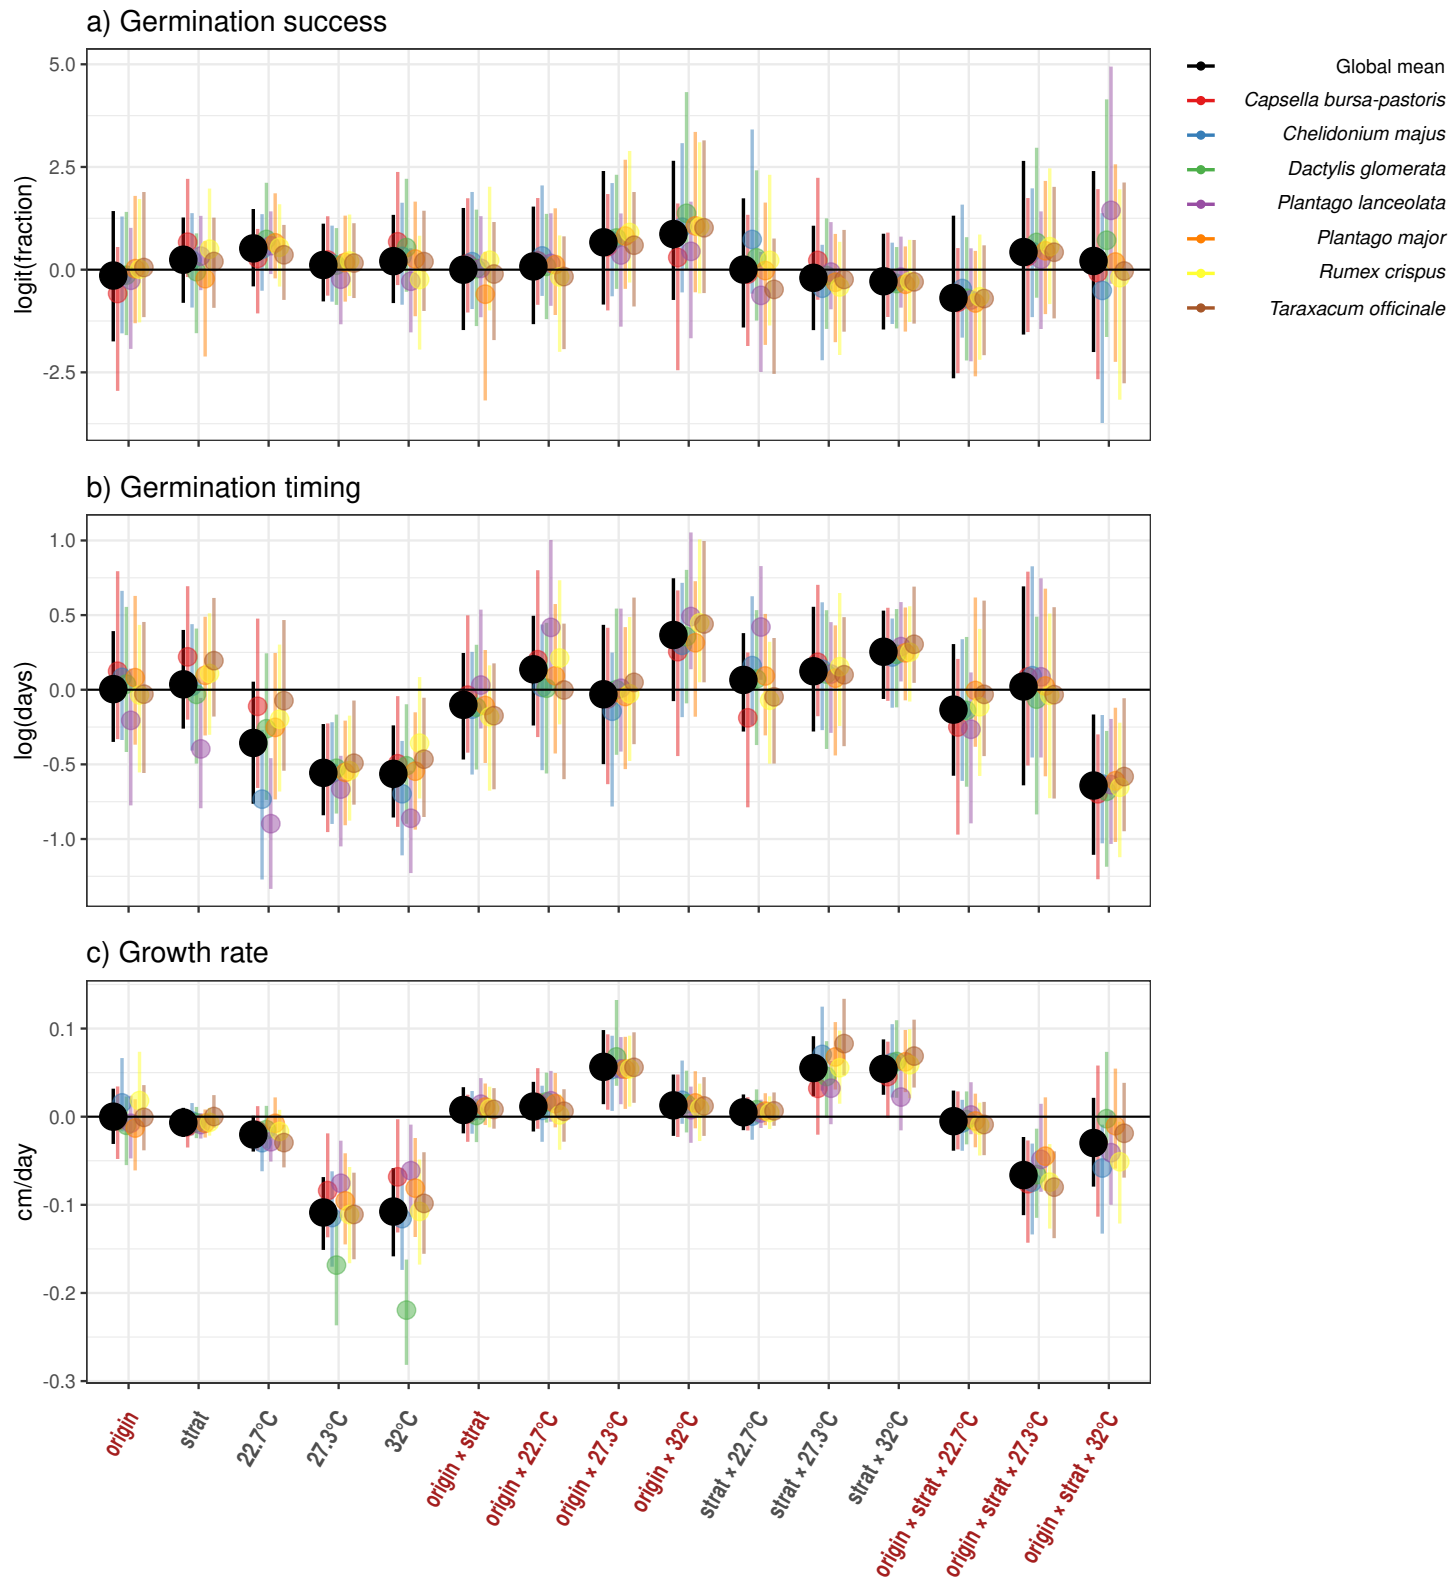 a) Germination success
5.0
2.5
0.0
-2.5
logit(fraction)
Global mean
Capsella bursa-pastoris
Chelidonium majus
Dactylis glomerata
Plantago lanceolata
Plantago major
Rumex crispus
Taraxacum officinale
b) Germination timing
1.0
0.5
0.0
-0.5
-1.0
log(days)
c) Growth rate
0.1
0.0
-0.1
-0.2
-0.3
cm/day
origin
strat
22.7°C
27.3°C
32°C
origin × strat
origin × 22.7°C
origin × 27.3°C
origin × 32°C
strat × 22.7°C
strat × 27.3°C
strat × 32°C
origin × strat × 22.7°C
origin × strat × 27.3°C
origin × strat × 32°C